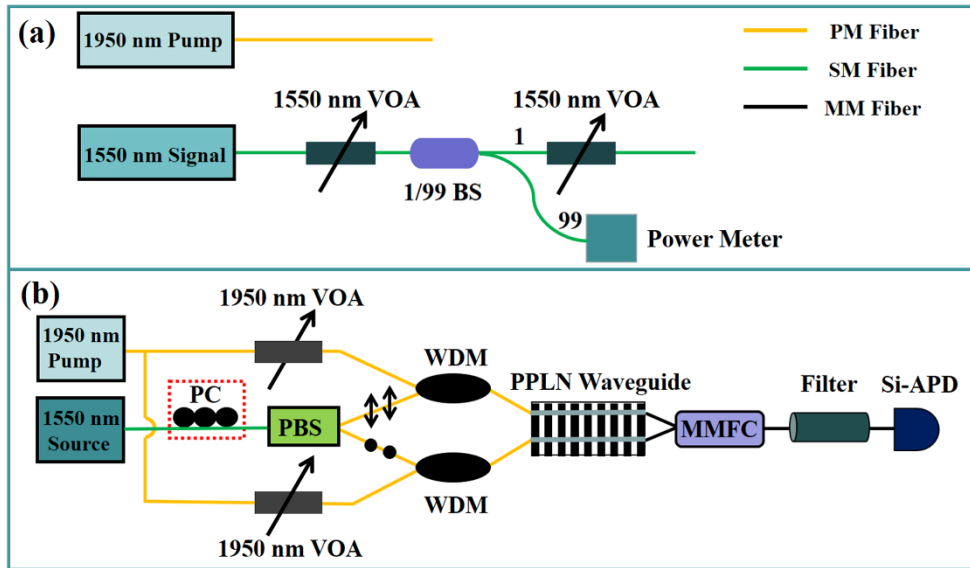 (a)
1950 nm Pump
PM Fiber
SM Fiber
MM Fiber
1550 nm VOA
1550 nm VOA
1550 nm Signal
1
1/99 BS
99
Power Meter
(b)
1950 nm VOA
1950 nm
Pump
WDM
PPLN Waveguide
Filter
Si-APD
PC
1550 nm
Source
PBS
MMFC
WDM
1950 nm VOA